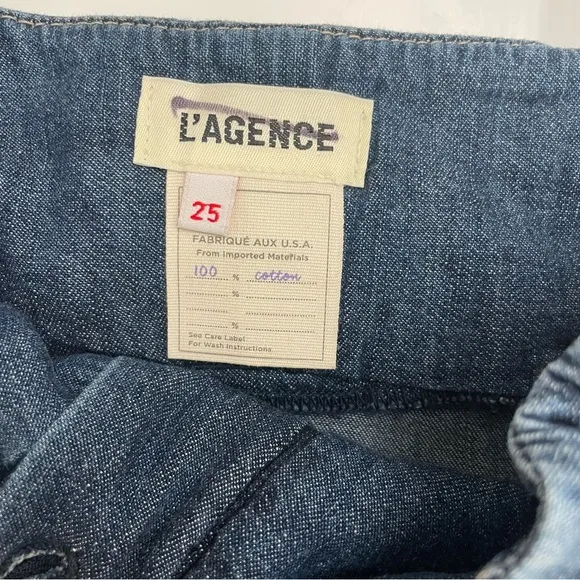 L'AGENCE
25
FABRIQUÉ AUX U.S.A.
From Imported Materials
100 % cotton
%
%
See Care Label
For Wash Instructions